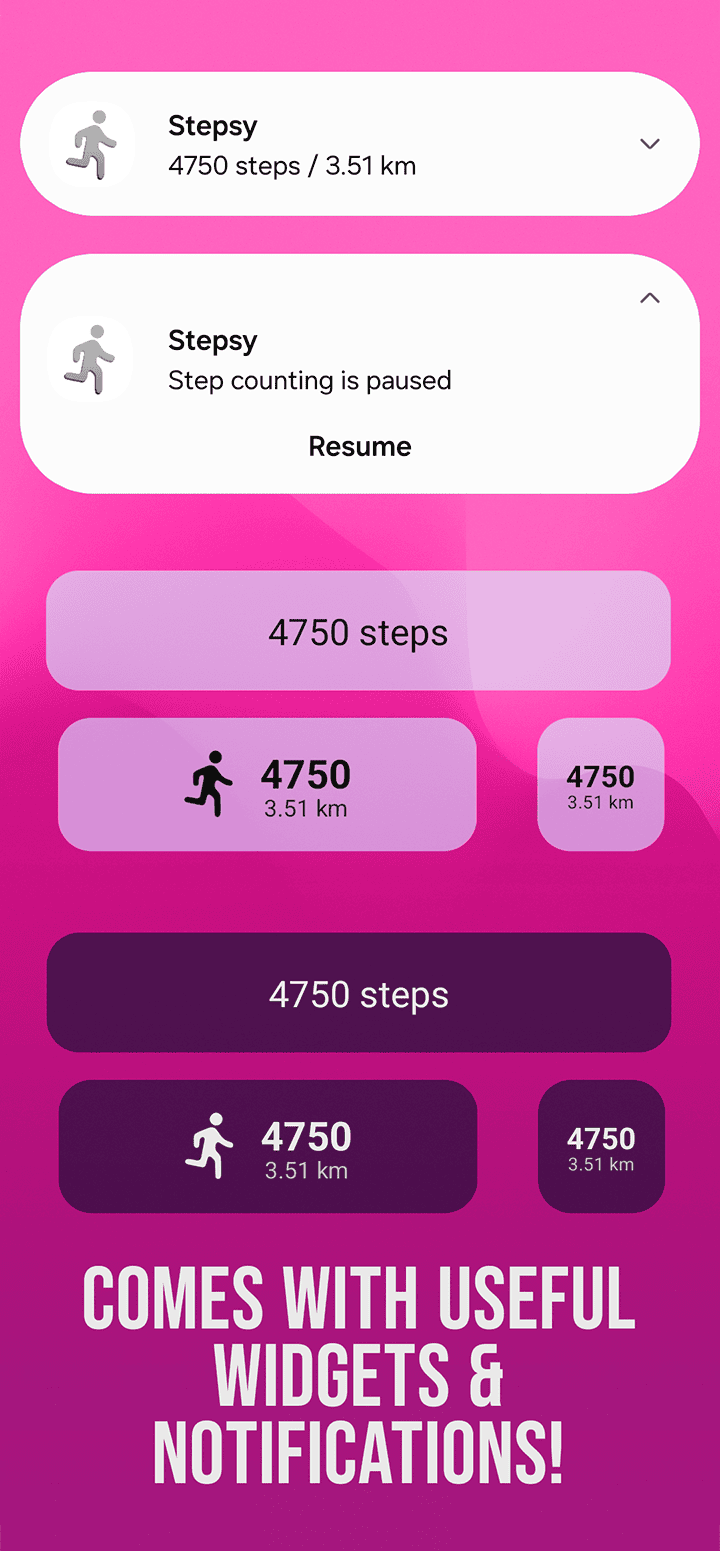 Stepsy
4750 steps / 3.51 km
Stepsy
Step counting is paused
Resume
4750 steps
4750
3.51 km
4750
3.51 km
4750 steps
4750
3.51 km
4750
3.51 km
COMES WITH USEFUL
WIDGETS &
NOTIFICATIONS!